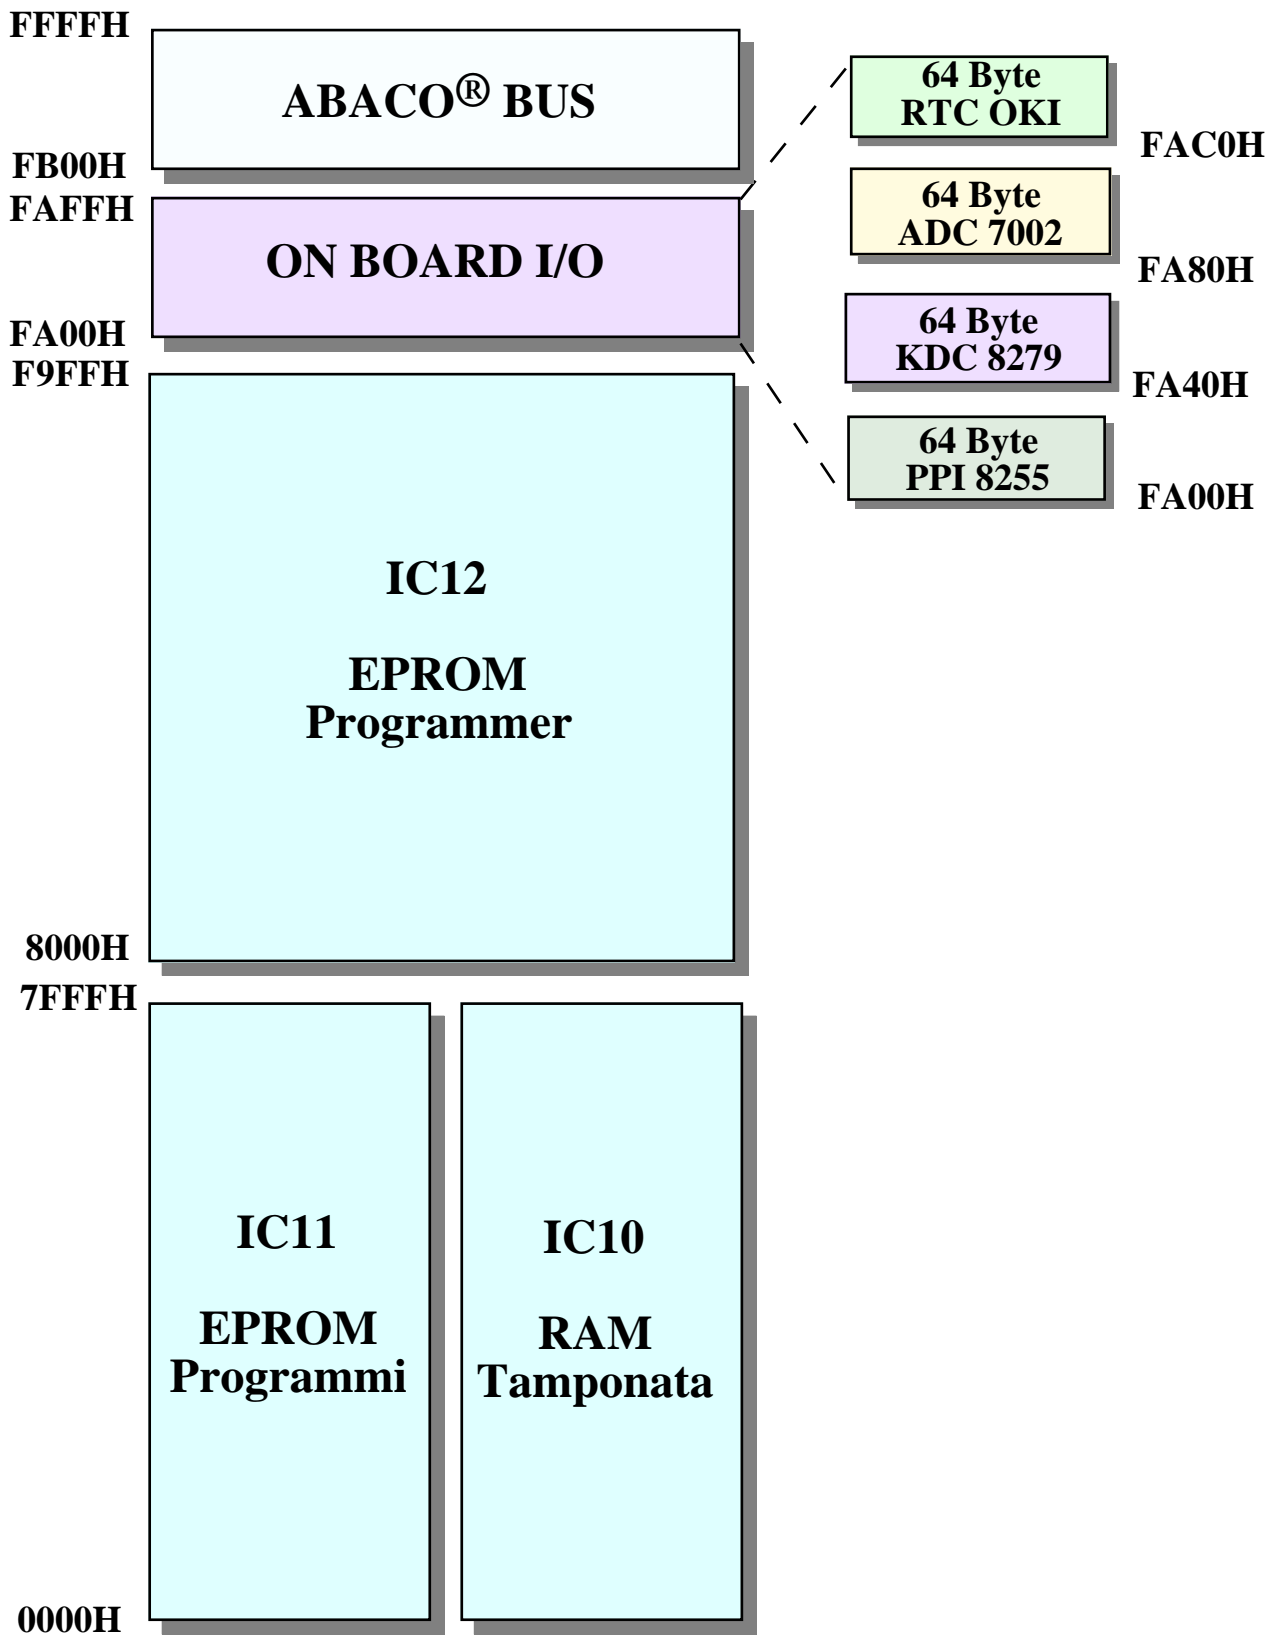 FFFFH
ABACO® BUS
FB00H
FAFFH
ON BOARD I/O
FA00H
F9FFH
64 Byte
RTC OKI
FAC0H
64 Byte
ADC 7002
FA80H
64 Byte
KDC 8279
FA40H
64 Byte
PPI 8255
FA00H
IC12
EPROM
Programmer
8000H
7FFFH
IC11
EPROM
Programmi
IC10
RAM
Tamponata
0000H